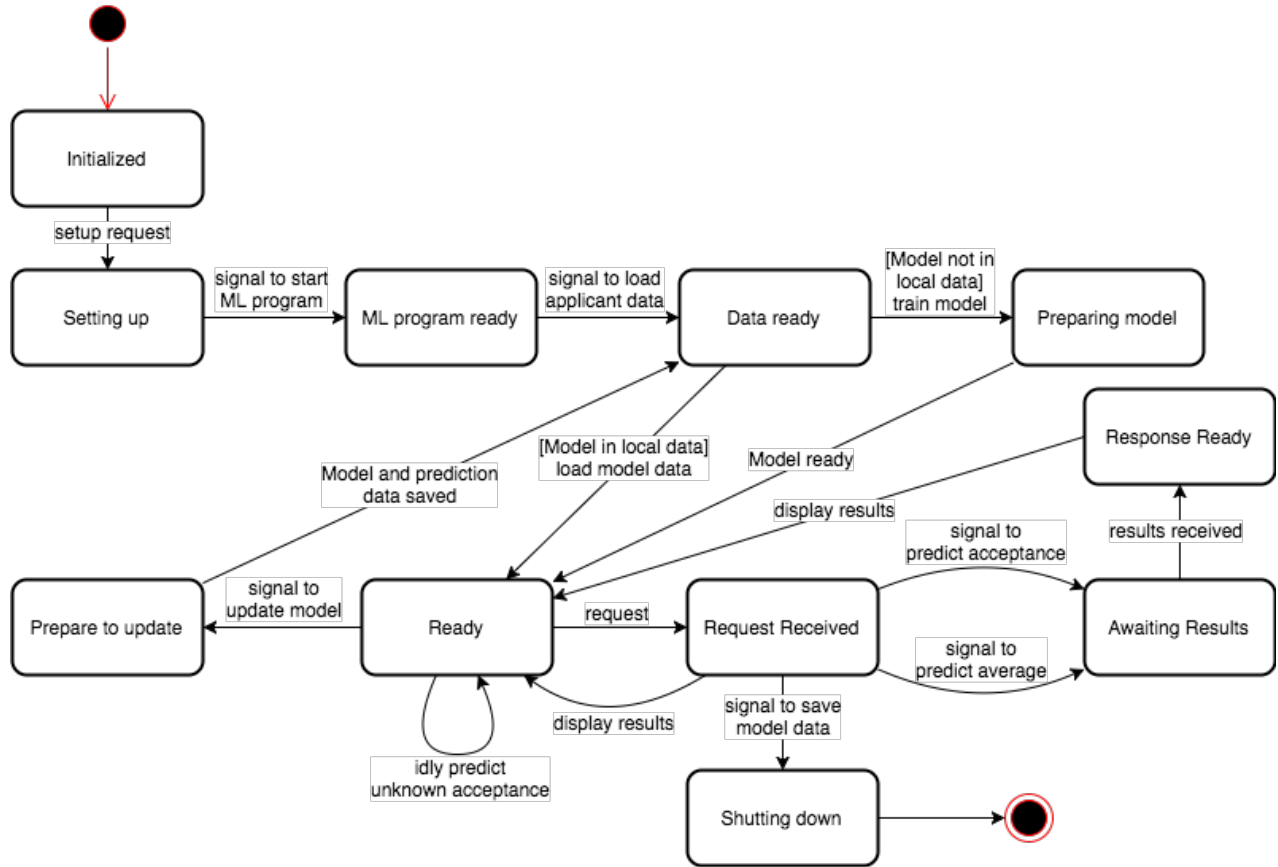 Initialized
setup request
Setting up
signal to start
ML program
ML program ready
signal to load
applicant data
Data ready
[Model not in
local data]
train model
Preparing model
Model and prediction
data saved
[Model in local data]
load model data
Model ready
display results
Response Ready
results received
signal to
predict acceptance
Prepare to update
signal to
update model
Ready
request
Request Received
signal to
predict average
Awaiting Results
idly predict
unknown acceptance
display results
signal to save
model data
Shutting down